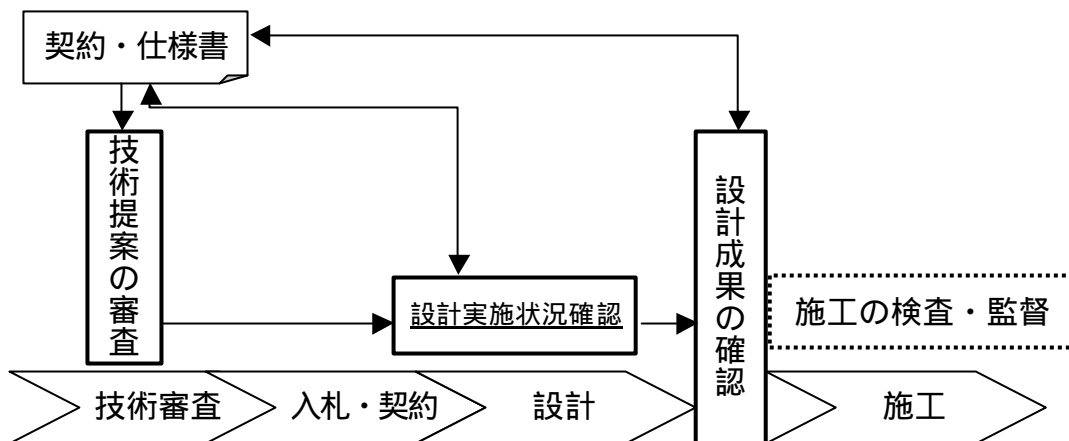 契約・仕様書
技術提案の審査
設計実施状況確認
設計成果の確認
施工の検査・監督
技術審査
入札・契約
設計
施工